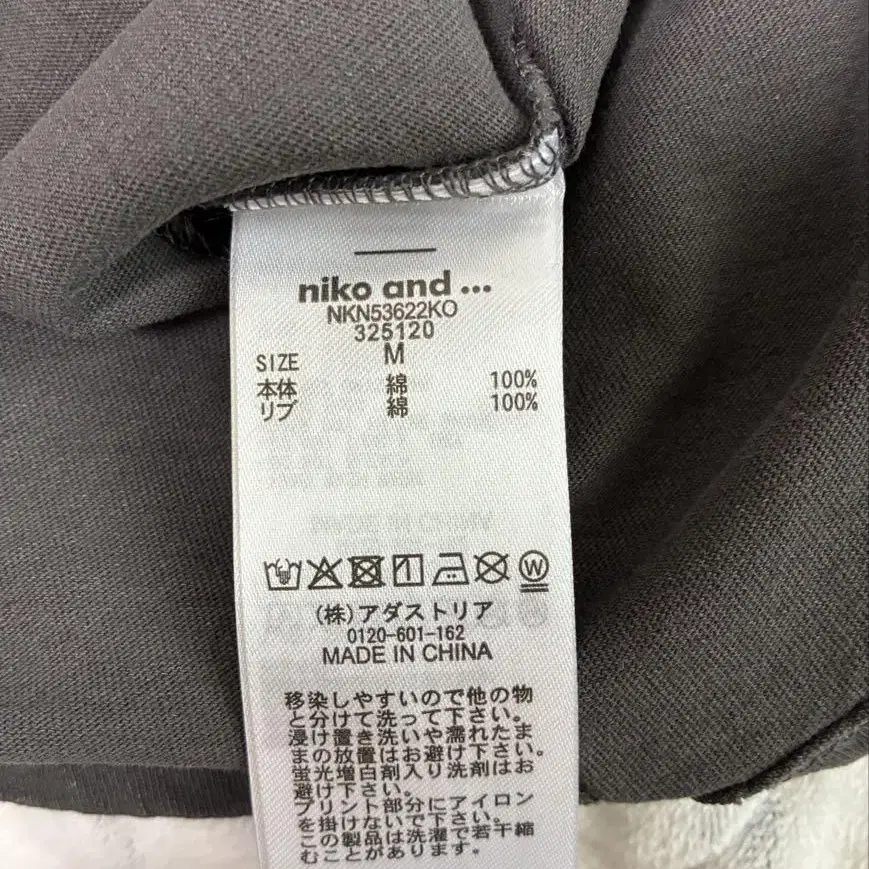 niko and ...
NKN53622KO
325120
SIZE M
本体 綿 100%
リブ 綿 100%
W
(株)アダストリア
0120-601-162
MADE IN CHINA
移染しやすいので他の物
と分けて洗って下さい。
浸け置き洗いや濡れたま
まの放置はお避け下さい。
蛍光増白剤入り洗剤はお
避け下さい。
プリント部分にアイロン
を掛けないで下さい。
この製品は洗濯で若干縮
むことがあります。